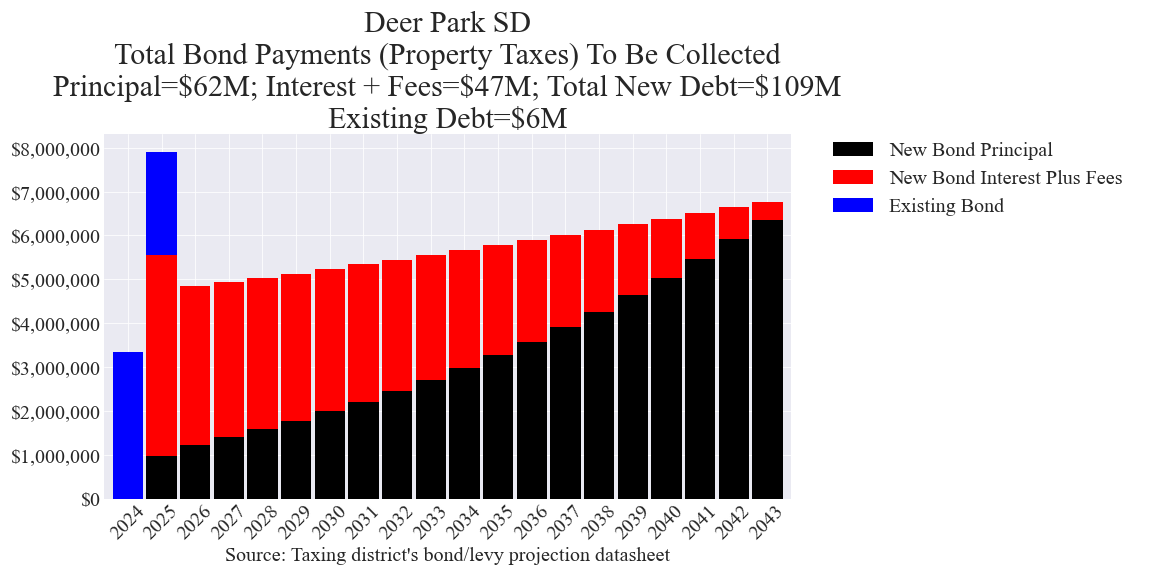 Deer Park SD
Total Bond Payments (Property Taxes) To Be Collected
Principal=$62M; Interest + Fees=$47M; Total New Debt=$109M
Existing Debt=$6M
$8,000,000
$7,000,000
$6,000,000
$5,000,000
$4,000,000
$3,000,000
$2,000,000
$1,000,000
$0
New Bond Principal
New Bond Interest Plus Fees
Existing Bond
2024 2025 2026 2027 2028 2029 2030 2031 2032 2033 2034 2035 2036 2037 2038 2039 2040 2041 2042 2043
Source: Taxing district's bond/levy projection datasheet